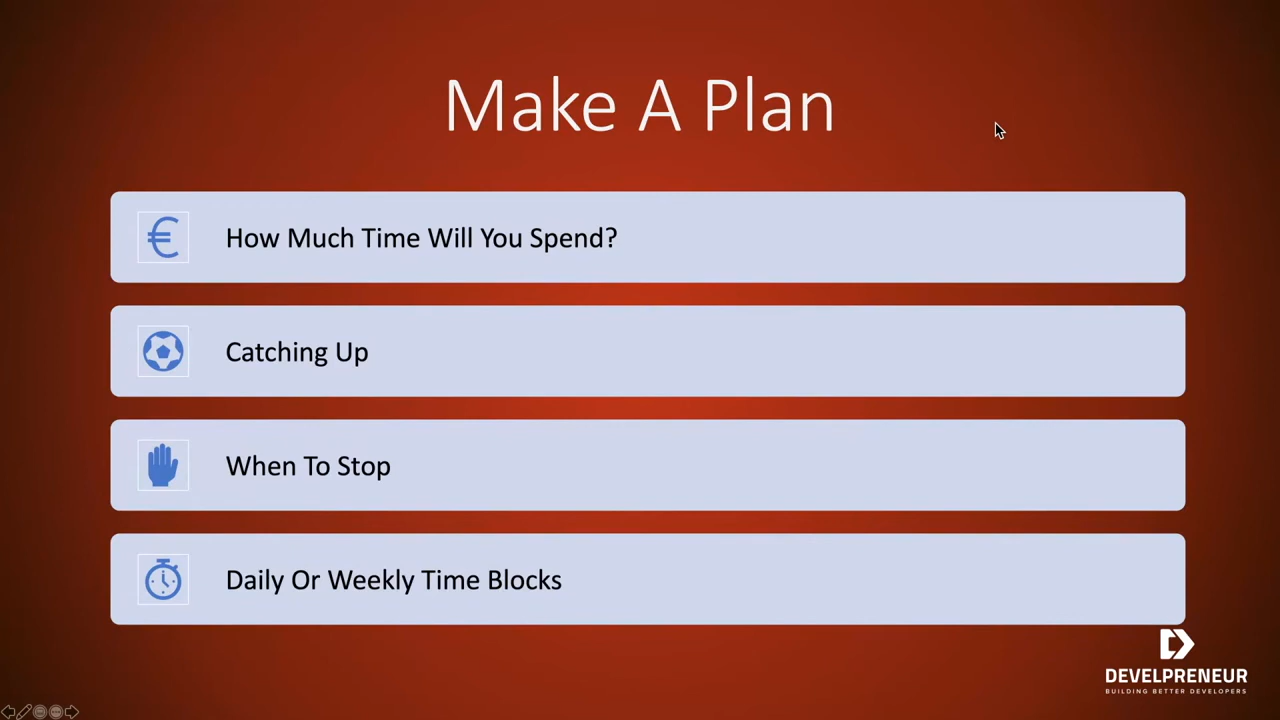 Make A Plan
How Much Time Will You Spend?
Catching Up
When To Stop
Daily Or Weekly Time Blocks
DEVELPRENEUR
BUILDING BETTER DEVELOPERS